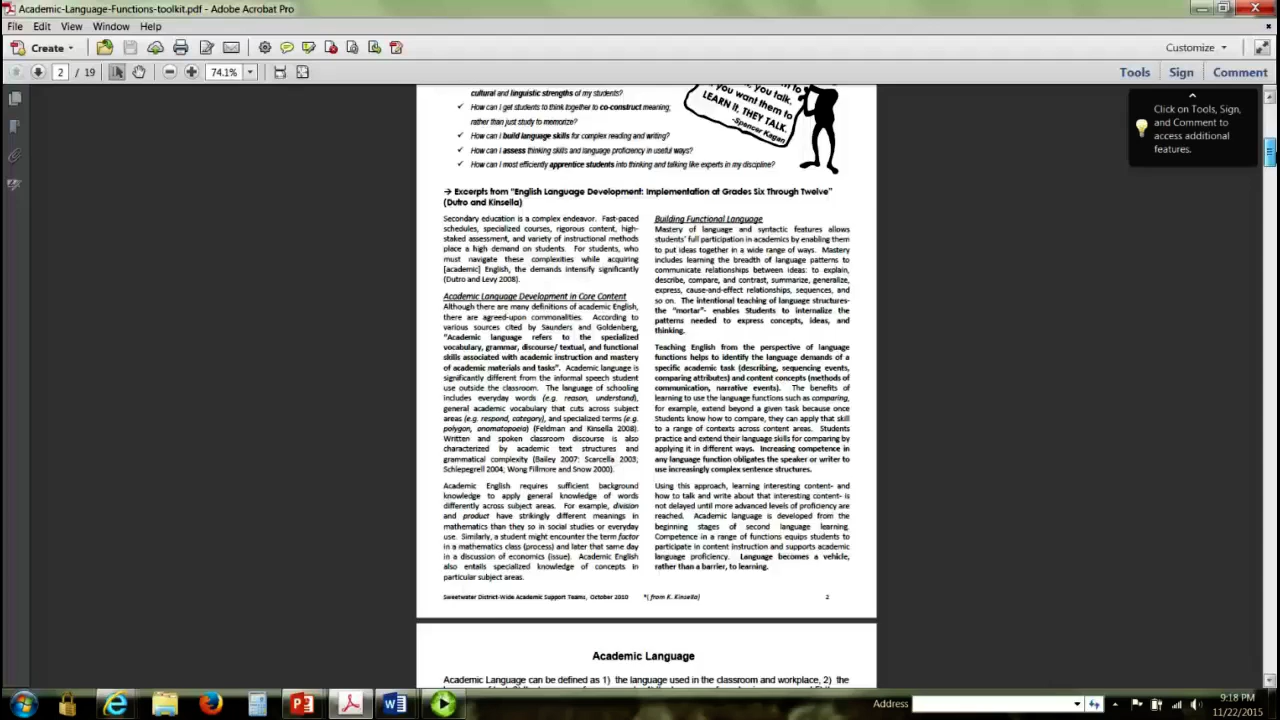 Academic-Language-Functions-toolkit.pdf - Adobe Acrobat Pro
File Edit View Window Help
Create
Customize
2 / 19
74.1%
Tools Sign Comment
Click on Tools, Sign,
and Comment to
access additional
features.
cultural and linguistic strengths of my students?
✓ How can I get students to think together to co-construct meaning,
rather than just study to memorize?
✓ How can I build language skills for complex reading and writing?
✓ How can I assess thinking skills and language proficiency in useful ways?
✓ How can I most efficiently apprentice students into thinking and talking like experts in my discipline?
you talk.
you want them to
LEARN IT, THEY TALK.
-Spencer Kagan
→ Excerpts from "English Language Development: Implementation at Grades Six Through Twelve"
(Dutro and Kinsella)
Secondary education is a complex endeavor. Fast-paced
schedules, specialized courses, rigorous content, high-
staked assessment, and variety of instructional methods
place a high demand on students. For students, who
must navigate these complexities while acquiring
[academic] English, the demands intensify significantly
(Dutro and Levy 2008).
Academic Language Development in Core Content
Although there are many definitions of academic English,
there are agreed-upon commonalities. According to
various sources cited by Saunders and Goldenberg,
"Academic language refers to the specialized
vocabulary, grammar, discourse/ textual, and functional
skills associated with academic instruction and mastery
of academic materials and tasks". Academic language is
significantly different from the informal speech student
use outside the classroom. The language of schooling
includes everyday words (e.g. reason, understand),
general academic vocabulary that cuts across subject
areas (e.g. respond, category), and specialized terms (e.g.
polygon, onomatopoeia) (Feldman and Kinsella 2008).
Written and spoken classroom discourse is also
characterized by academic text structures and
grammatical complexity (Bailey 2007; Scarcella 2003;
Schlepegrell 2004; Wong Fillmore and Snow 2000).
Academic English requires sufficient background
knowledge to apply general knowledge of words
differently across subject areas. For example, division
and product have strikingly different meanings in
mathematics than they so in social studies or everyday
use. Similarly, a student might encounter the term factor
in a mathematics class (process) and later that same day
in a discussion of economics (issue). Academic English
also entails specialized knowledge of concepts in
particular subject areas.
Building Functional Language
Mastery of language and syntactic features allows
students' full participation in academics by enabling them
to put ideas together in a wide range of ways. Mastery
includes learning the breadth of language patterns to
communicate relationships between ideas: to explain,
describe, compare, and contrast, summarize, generalize,
express, cause-and-effect relationships, sequences, and
so on. The intentional teaching of language structures-
the "mortar"- enables Students to internalize the
patterns needed to express concepts, ideas, and
thinking.
Teaching English from the perspective of language
functions helps to identify the language demands of a
specific academic task (describing, sequencing events,
comparing attributes) and content concepts (methods of
communication, narrative events). The benefits of
learning to use the language functions such as comparing,
for example, extend beyond a given task because once
Students know how to compare, they can apply that skill
to a range of contexts across content areas. Students
practice and extend their language skills for comparing by
applying it in different ways. Increasing competence in
any language function obligates the speaker or writer to
use increasingly complex sentence structures.
Using this approach, learning interesting content- and
how to talk and write about that interesting content- is
not delayed until more advanced levels of proficiency are
reached. Academic language is developed from the
beginning stages of second language learning.
Competence in a range of functions equips students to
participate in content instruction and supports academic
language proficiency. Language becomes a vehicle,
rather than a barrier, to learning.
Sweetwater District-Wide Academic Support Teams, October 2010 *( from K. Kinsella) 2
Academic Language
Academic Language can be defined as 1) the language used in the classroom and workplace, 2) the
Address
9:18 PM
11/22/2015